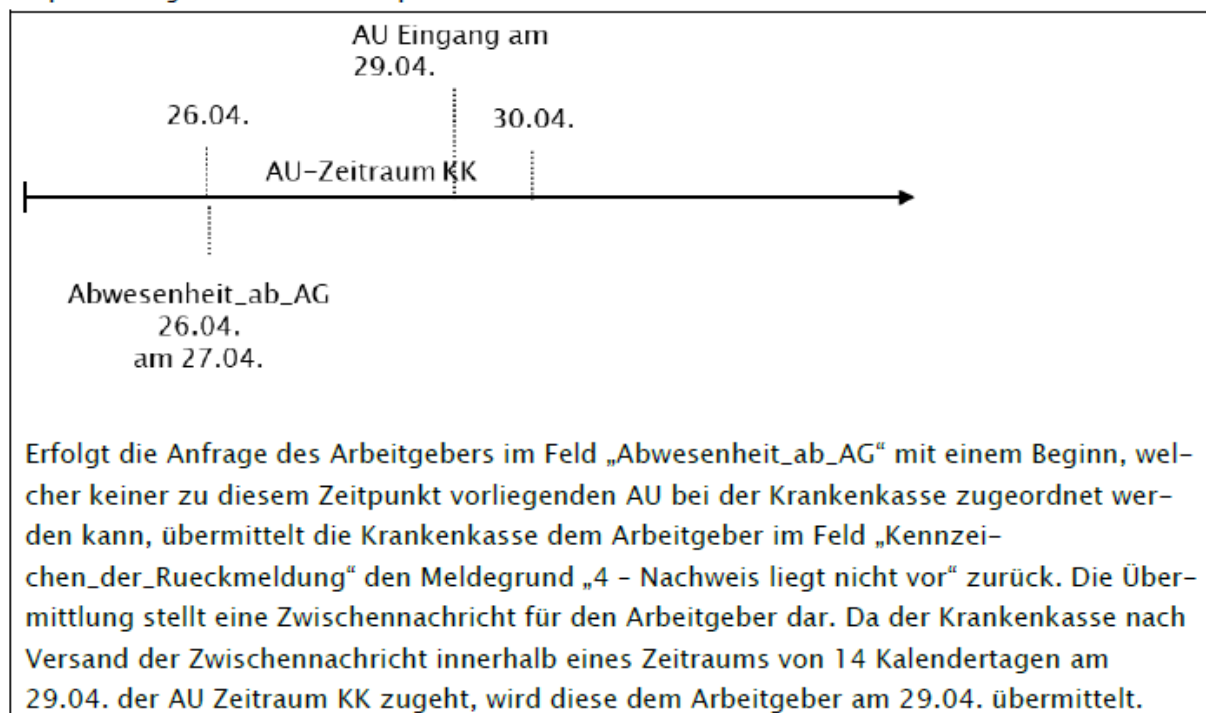 AU Eingang am
29.04.
26.04.
30.04.
AU-Zeitraum KK
Abwesenheit_ab_AG
26.04.
am 27.04.
Erfolgt die Anfrage des Arbeitgebers im Feld „Abwesenheit_ab_AG“ mit einem Beginn, wel-
cher keiner zu diesem Zeitpunkt vorliegenden AU bei der Krankenkasse zugeordnet wer-
den kann, übermittelt die Krankenkasse dem Arbeitgeber im Feld „Kennzei-
chen_der_Rueckmeldung“ den Meldegrund „4 – Nachweis liegt nicht vor“ zurück. Die Über-
mittlung stellt eine Zwischennachricht für den Arbeitgeber dar. Da der Krankenkasse nach
Versand der Zwischennachricht innerhalb eines Zeitraums von 14 Kalendertagen am
29.04. der AU Zeitraum KK zugeht, wird diese dem Arbeitgeber am 29.04. übermittelt.